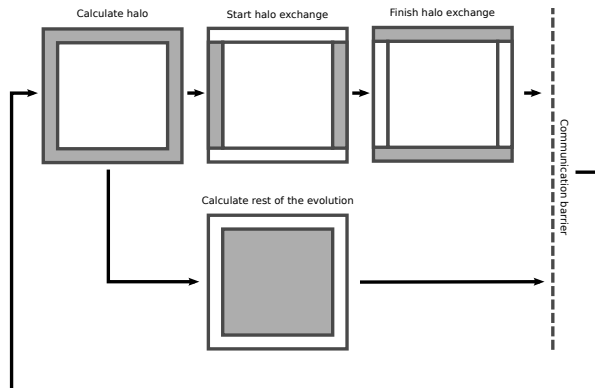 Calculate halo
Start halo exchange
Finish halo exchange
Communication barrier
Calculate rest of the evolution